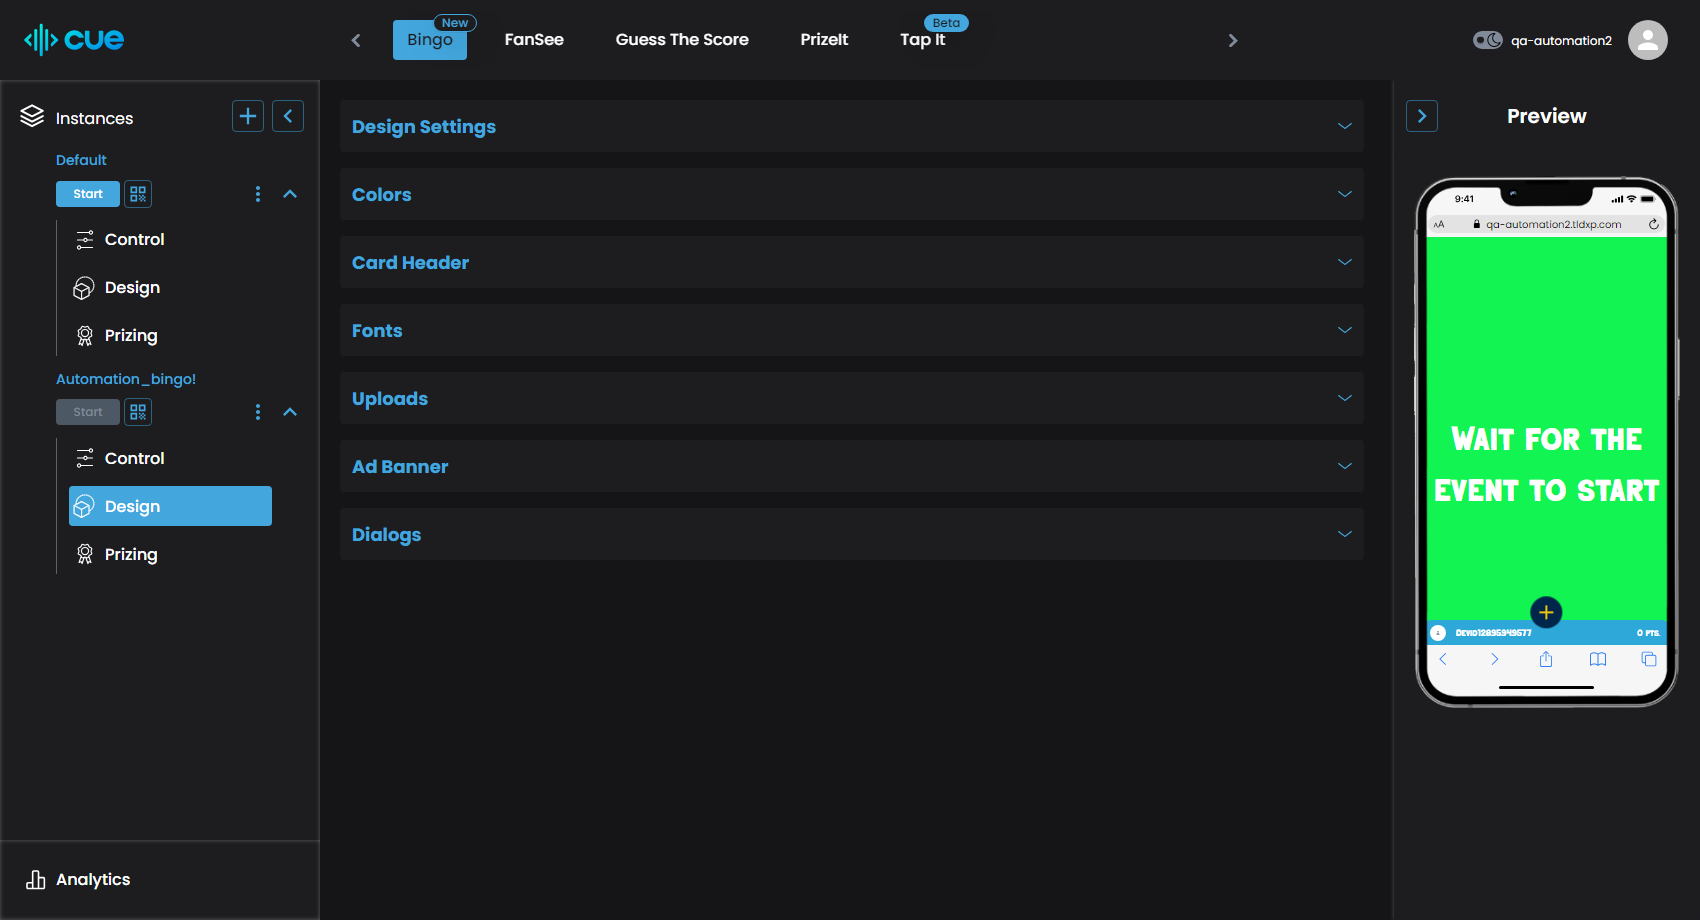 cue
Bingo
New
FanSee
Guess The Score
PrizeIt
Tap It
Beta
qa-automation2
Instances
Default
Start
Control
Design
Prizing
Automation_bingo!
Start
Control
Design
Prizing
Analytics
Design Settings
Colors
Card Header
Fonts
Uploads
Ad Banner
Dialogs
Preview
9:41
AA
qa-automation2.tldxp.com
WAIT FOR THE
EVENT TO START
DEVID12895949577
0 PTS.